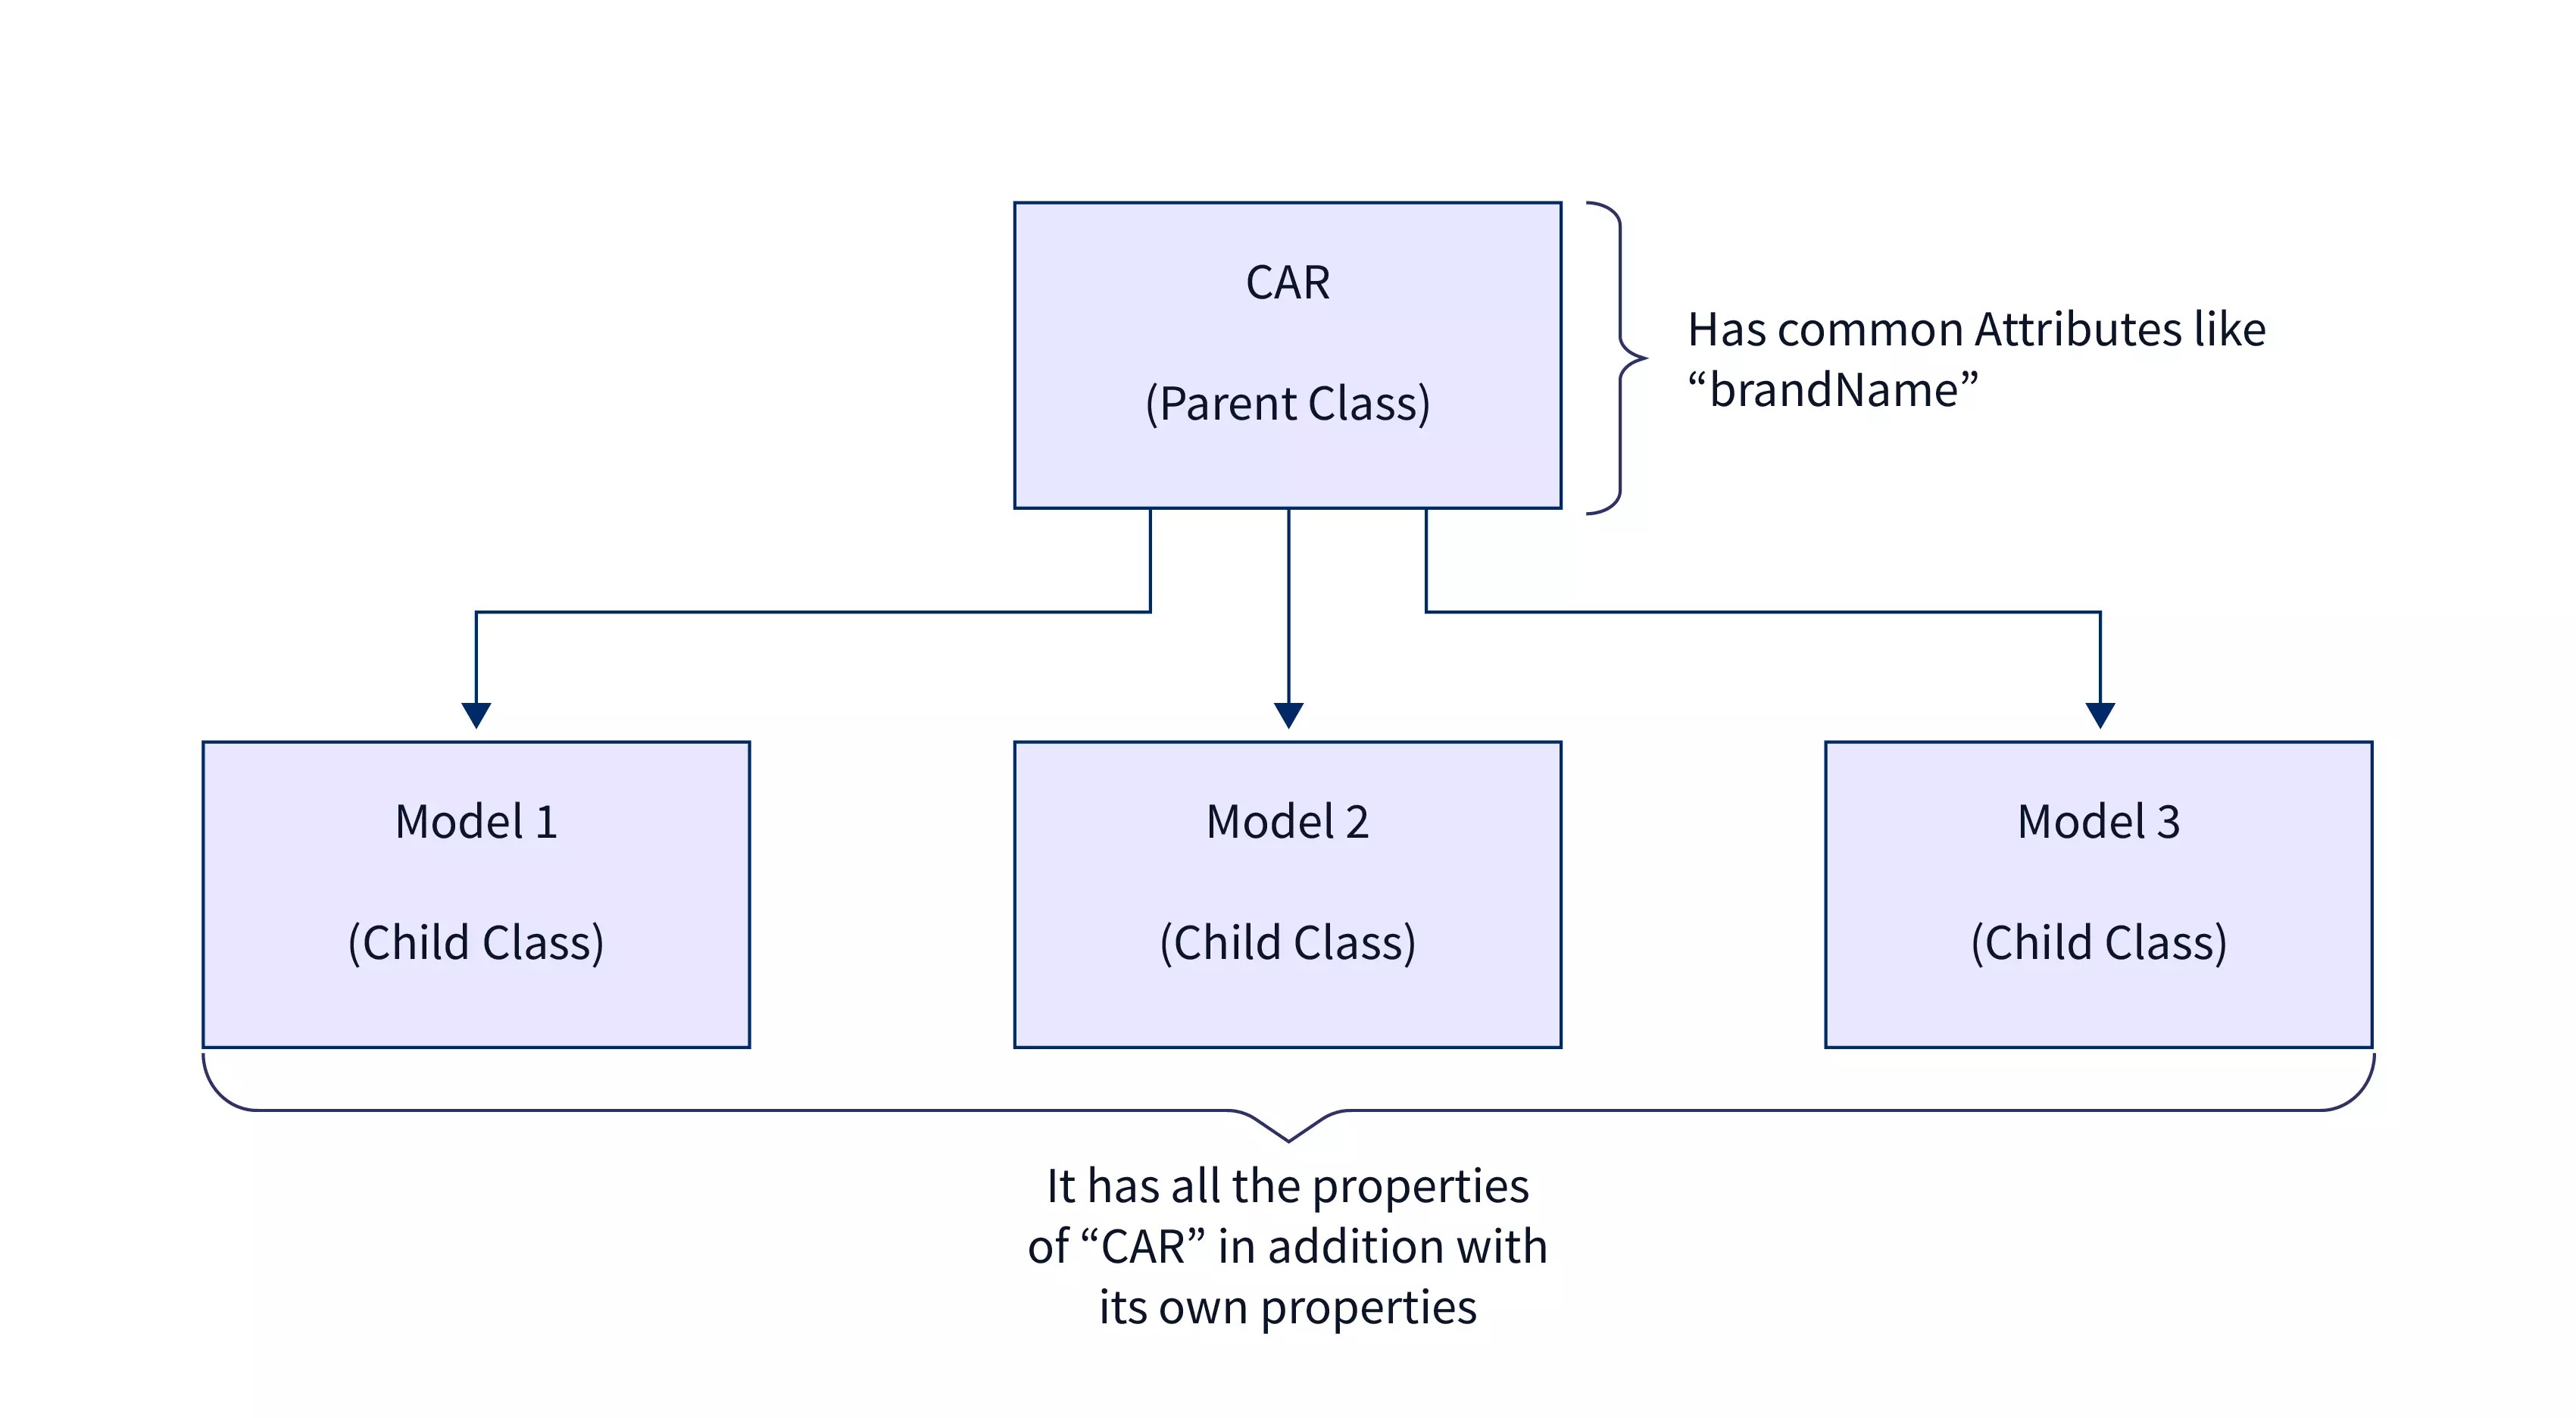 CAR
(Parent Class)
Has common Attributes like
“brandName”
Model 1
(Child Class)
Model 2
(Child Class)
Model 3
(Child Class)
It has all the properties
of “CAR” in addition with
its own properties